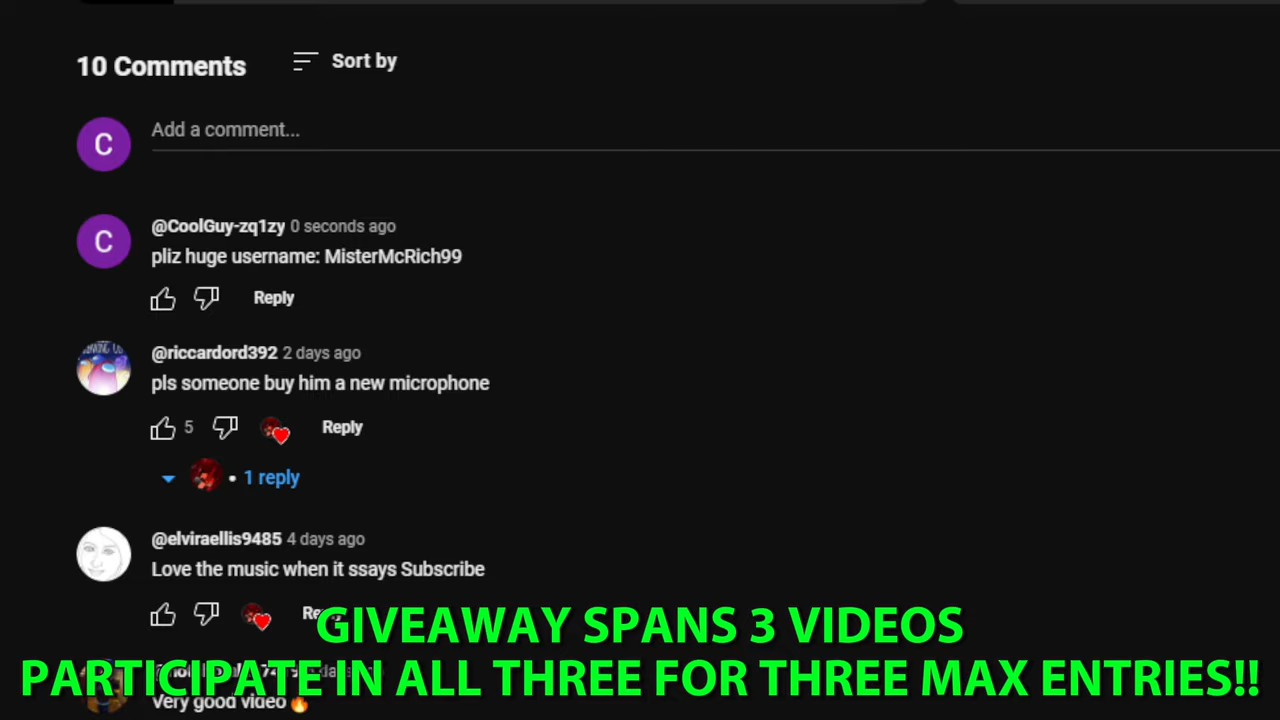 10 Comments
Sort by
C
Add a comment...
C
@CoolGuy-zq1zy 0 seconds ago
pliz huge username: MisterMcRich99
Reply
@riccardord392 2 days ago
pls someone buy him a new microphone
5
Reply
• 1 reply
@elviraellis9485 4 days ago
Love the music when it ssays Subscribe
GIVEAWAY SPANS 3 VIDEOS
PARTICIPATE IN ALL THREE FOR THREE MAX ENTRIES!!
Very good video🔥